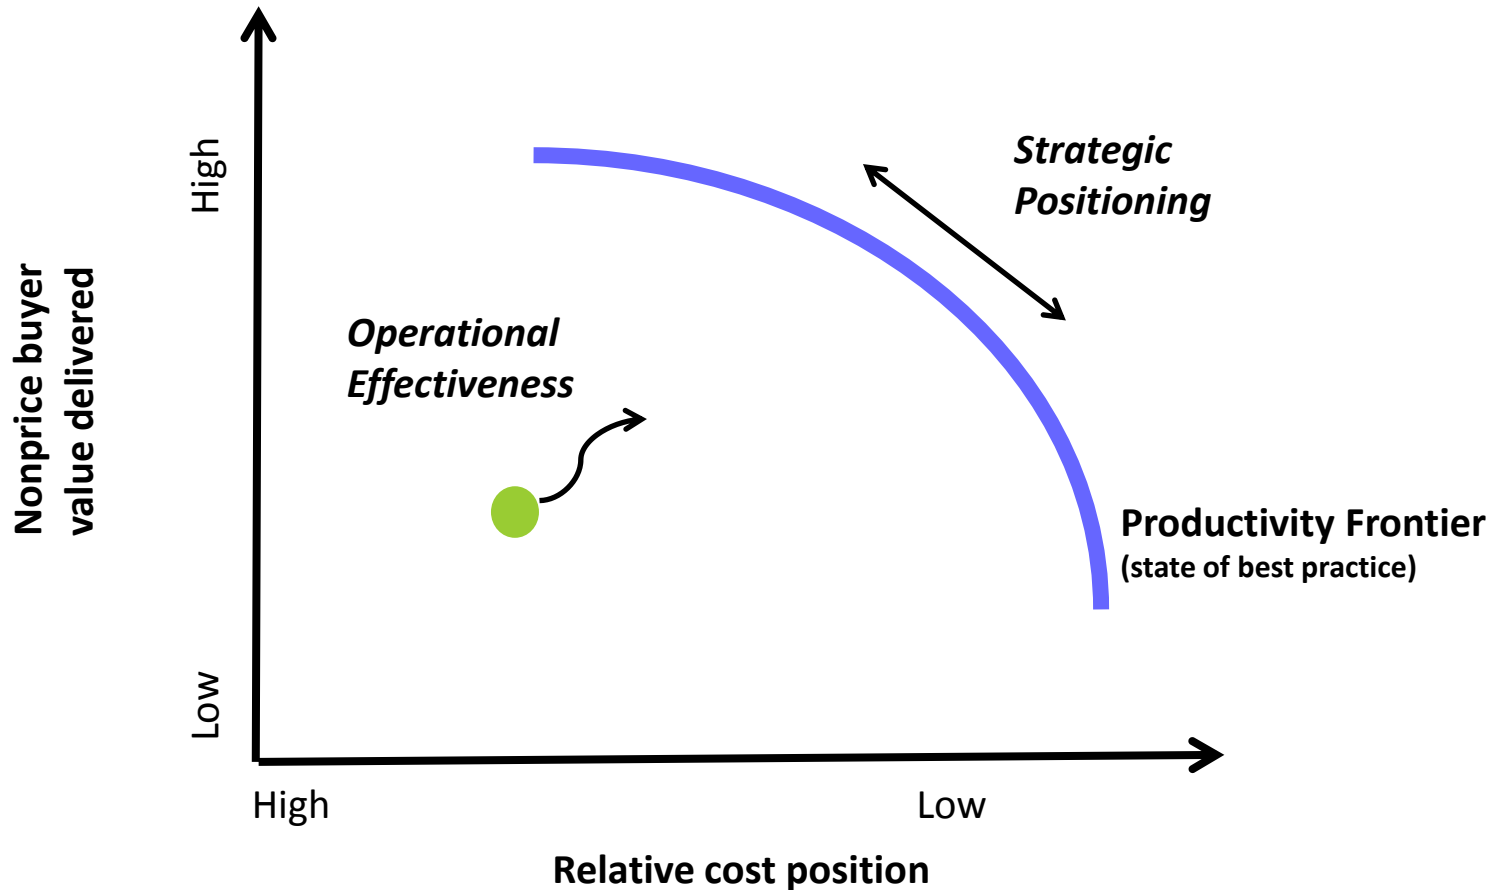 High
Strategic
Positioning
Nonprice buyer
value delivered
Operational
Effectiveness
Productivity Frontier
(state of best practice)
Low
High
Low
Relative cost position